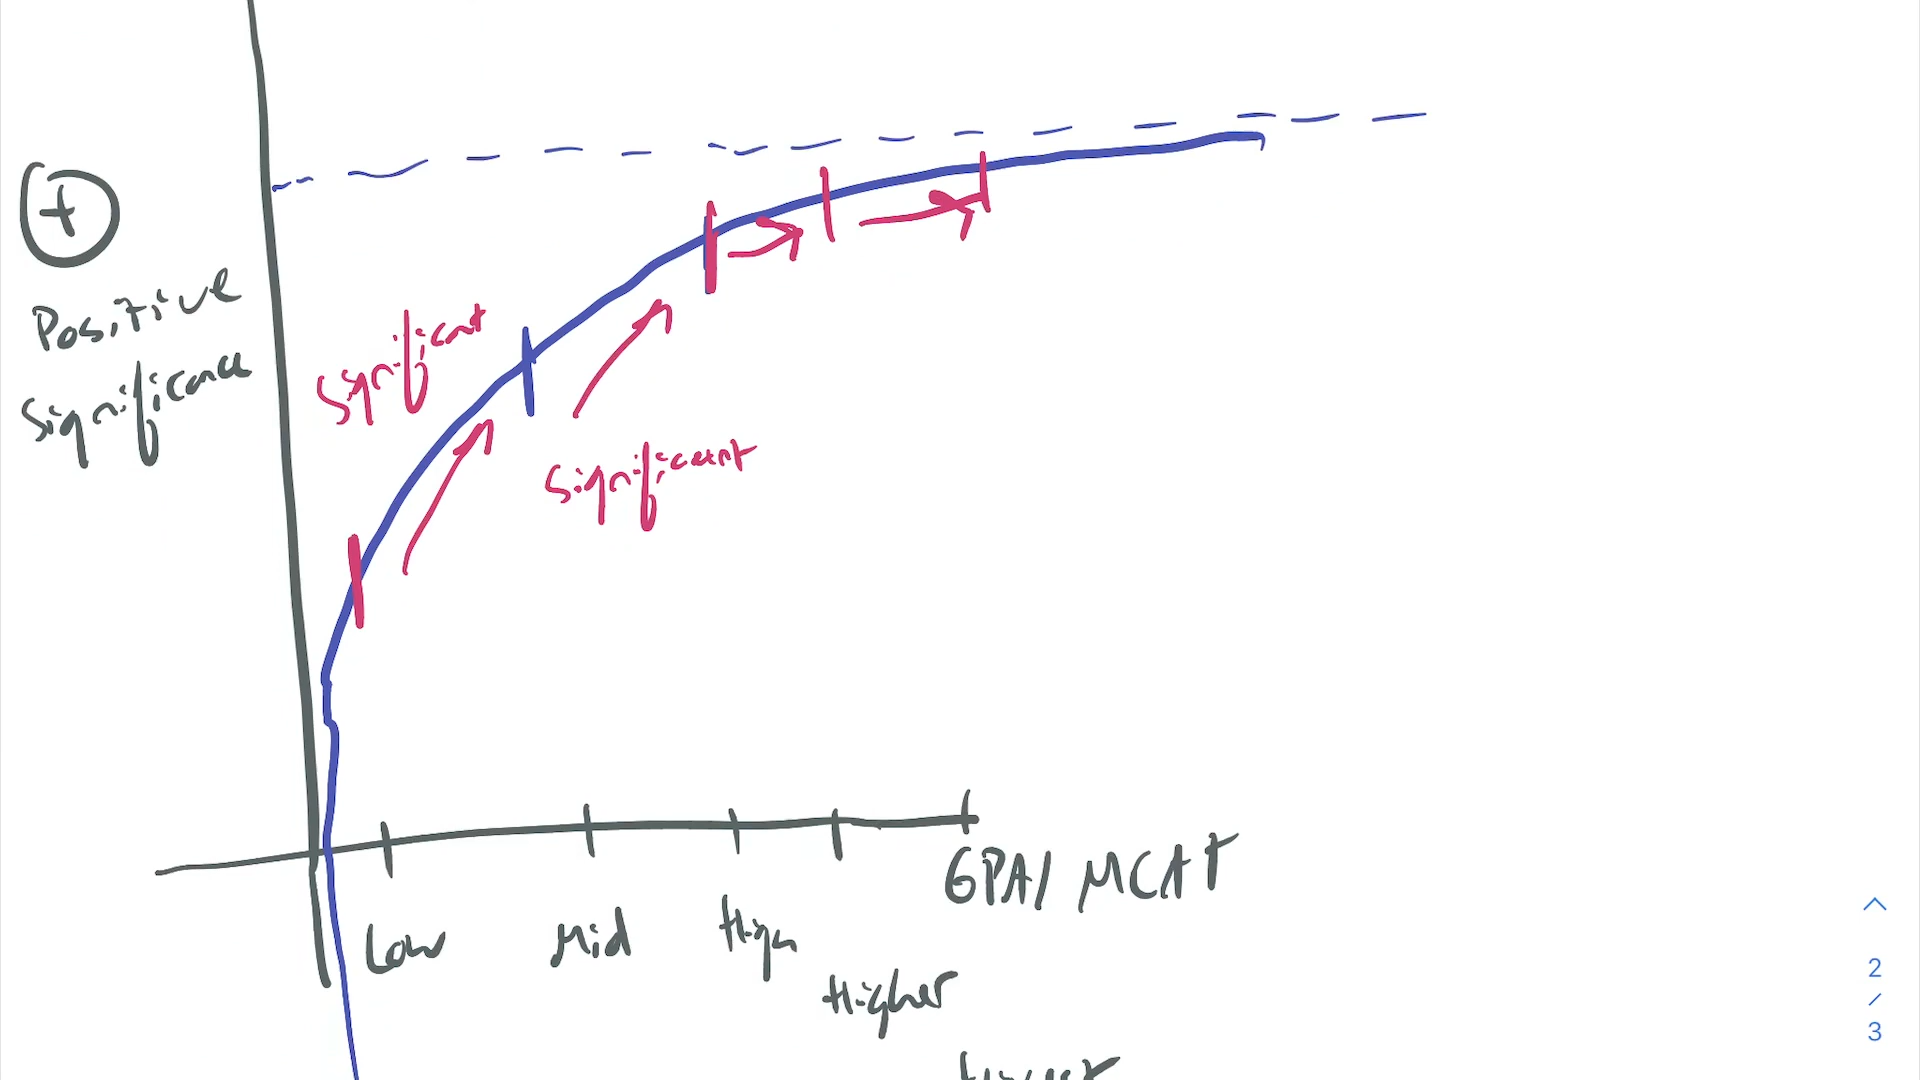 +
Positive
Significance
Significant
Significant
GPA/ MCAT
Low
Mid
High
Higher
2
/
3